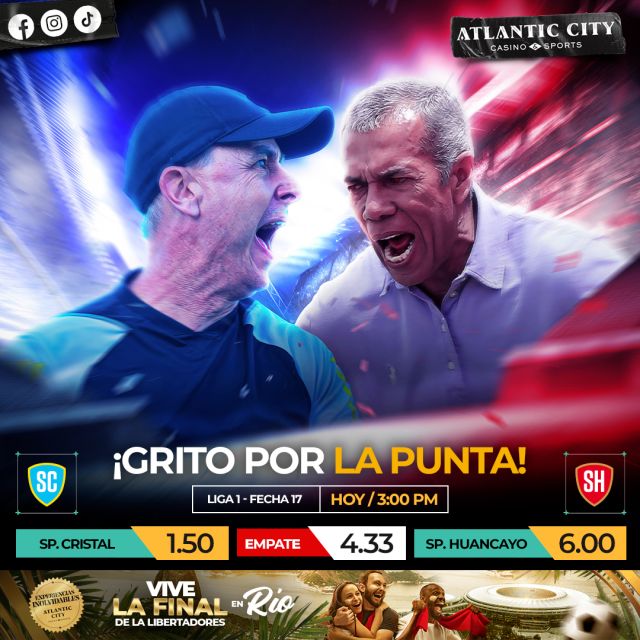 ATLANTIC CITY
CASINO SPORTS
¡GRITO POR LA PUNTA!
SC
LIGA 1 - FECHA 17
HOY / 3:00 PM
SH
SP. CRISTAL 1.50
EMPATE 4.33
SP. HUANCAYO 6.00
EXPERIENCIAS
INOLVIDABLES
ATLANTIC
CITY
VIVE
LA FINAL
DE LA LIBERTADORES
EN Río